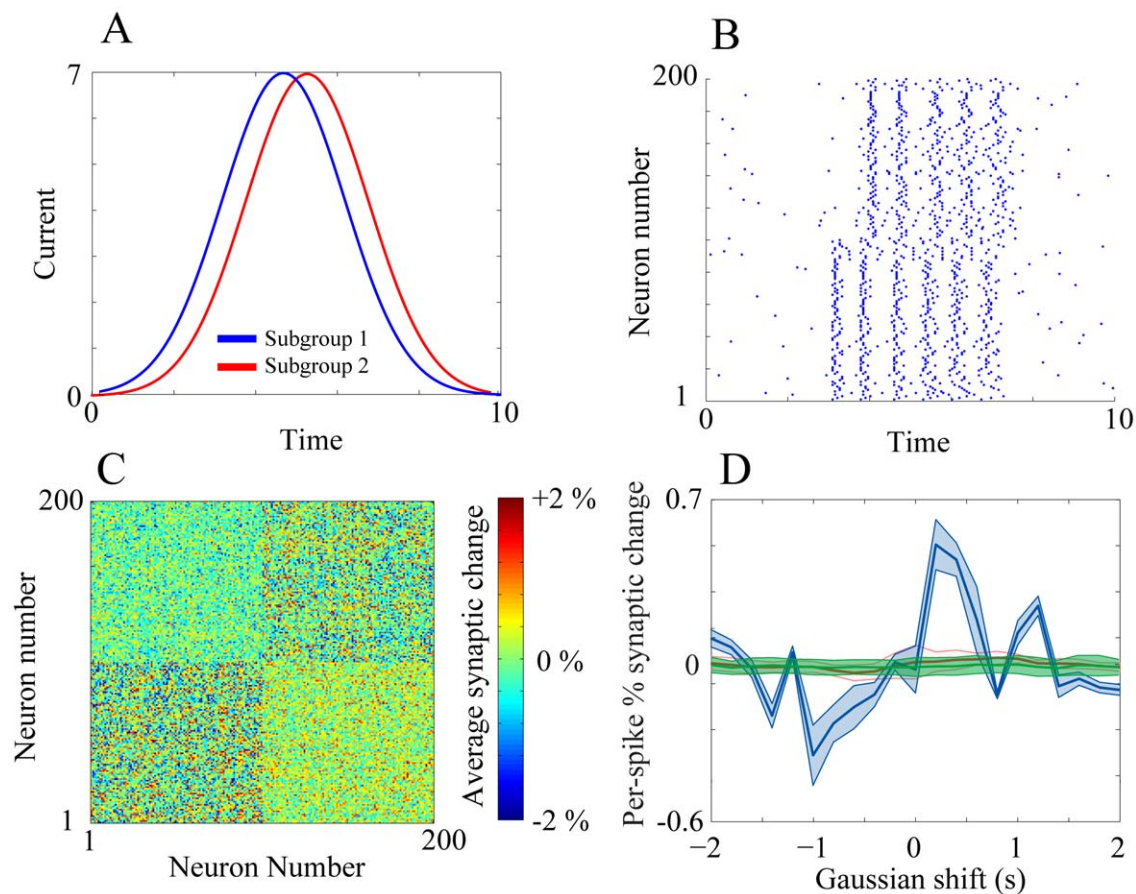 A
7
Current
Subgroup 1
Subgroup 2
0
0
10
Time
B
200
Neuron number
1
0
10
Time
C
200
Neuron number
1
1
200
Neuron Number
+2 %
0 %
-2 %
Average synaptic change
D
0.7
0
-0.6
Per-spike % synaptic change
−2
−1
0
1
2
Gaussian shift (s)